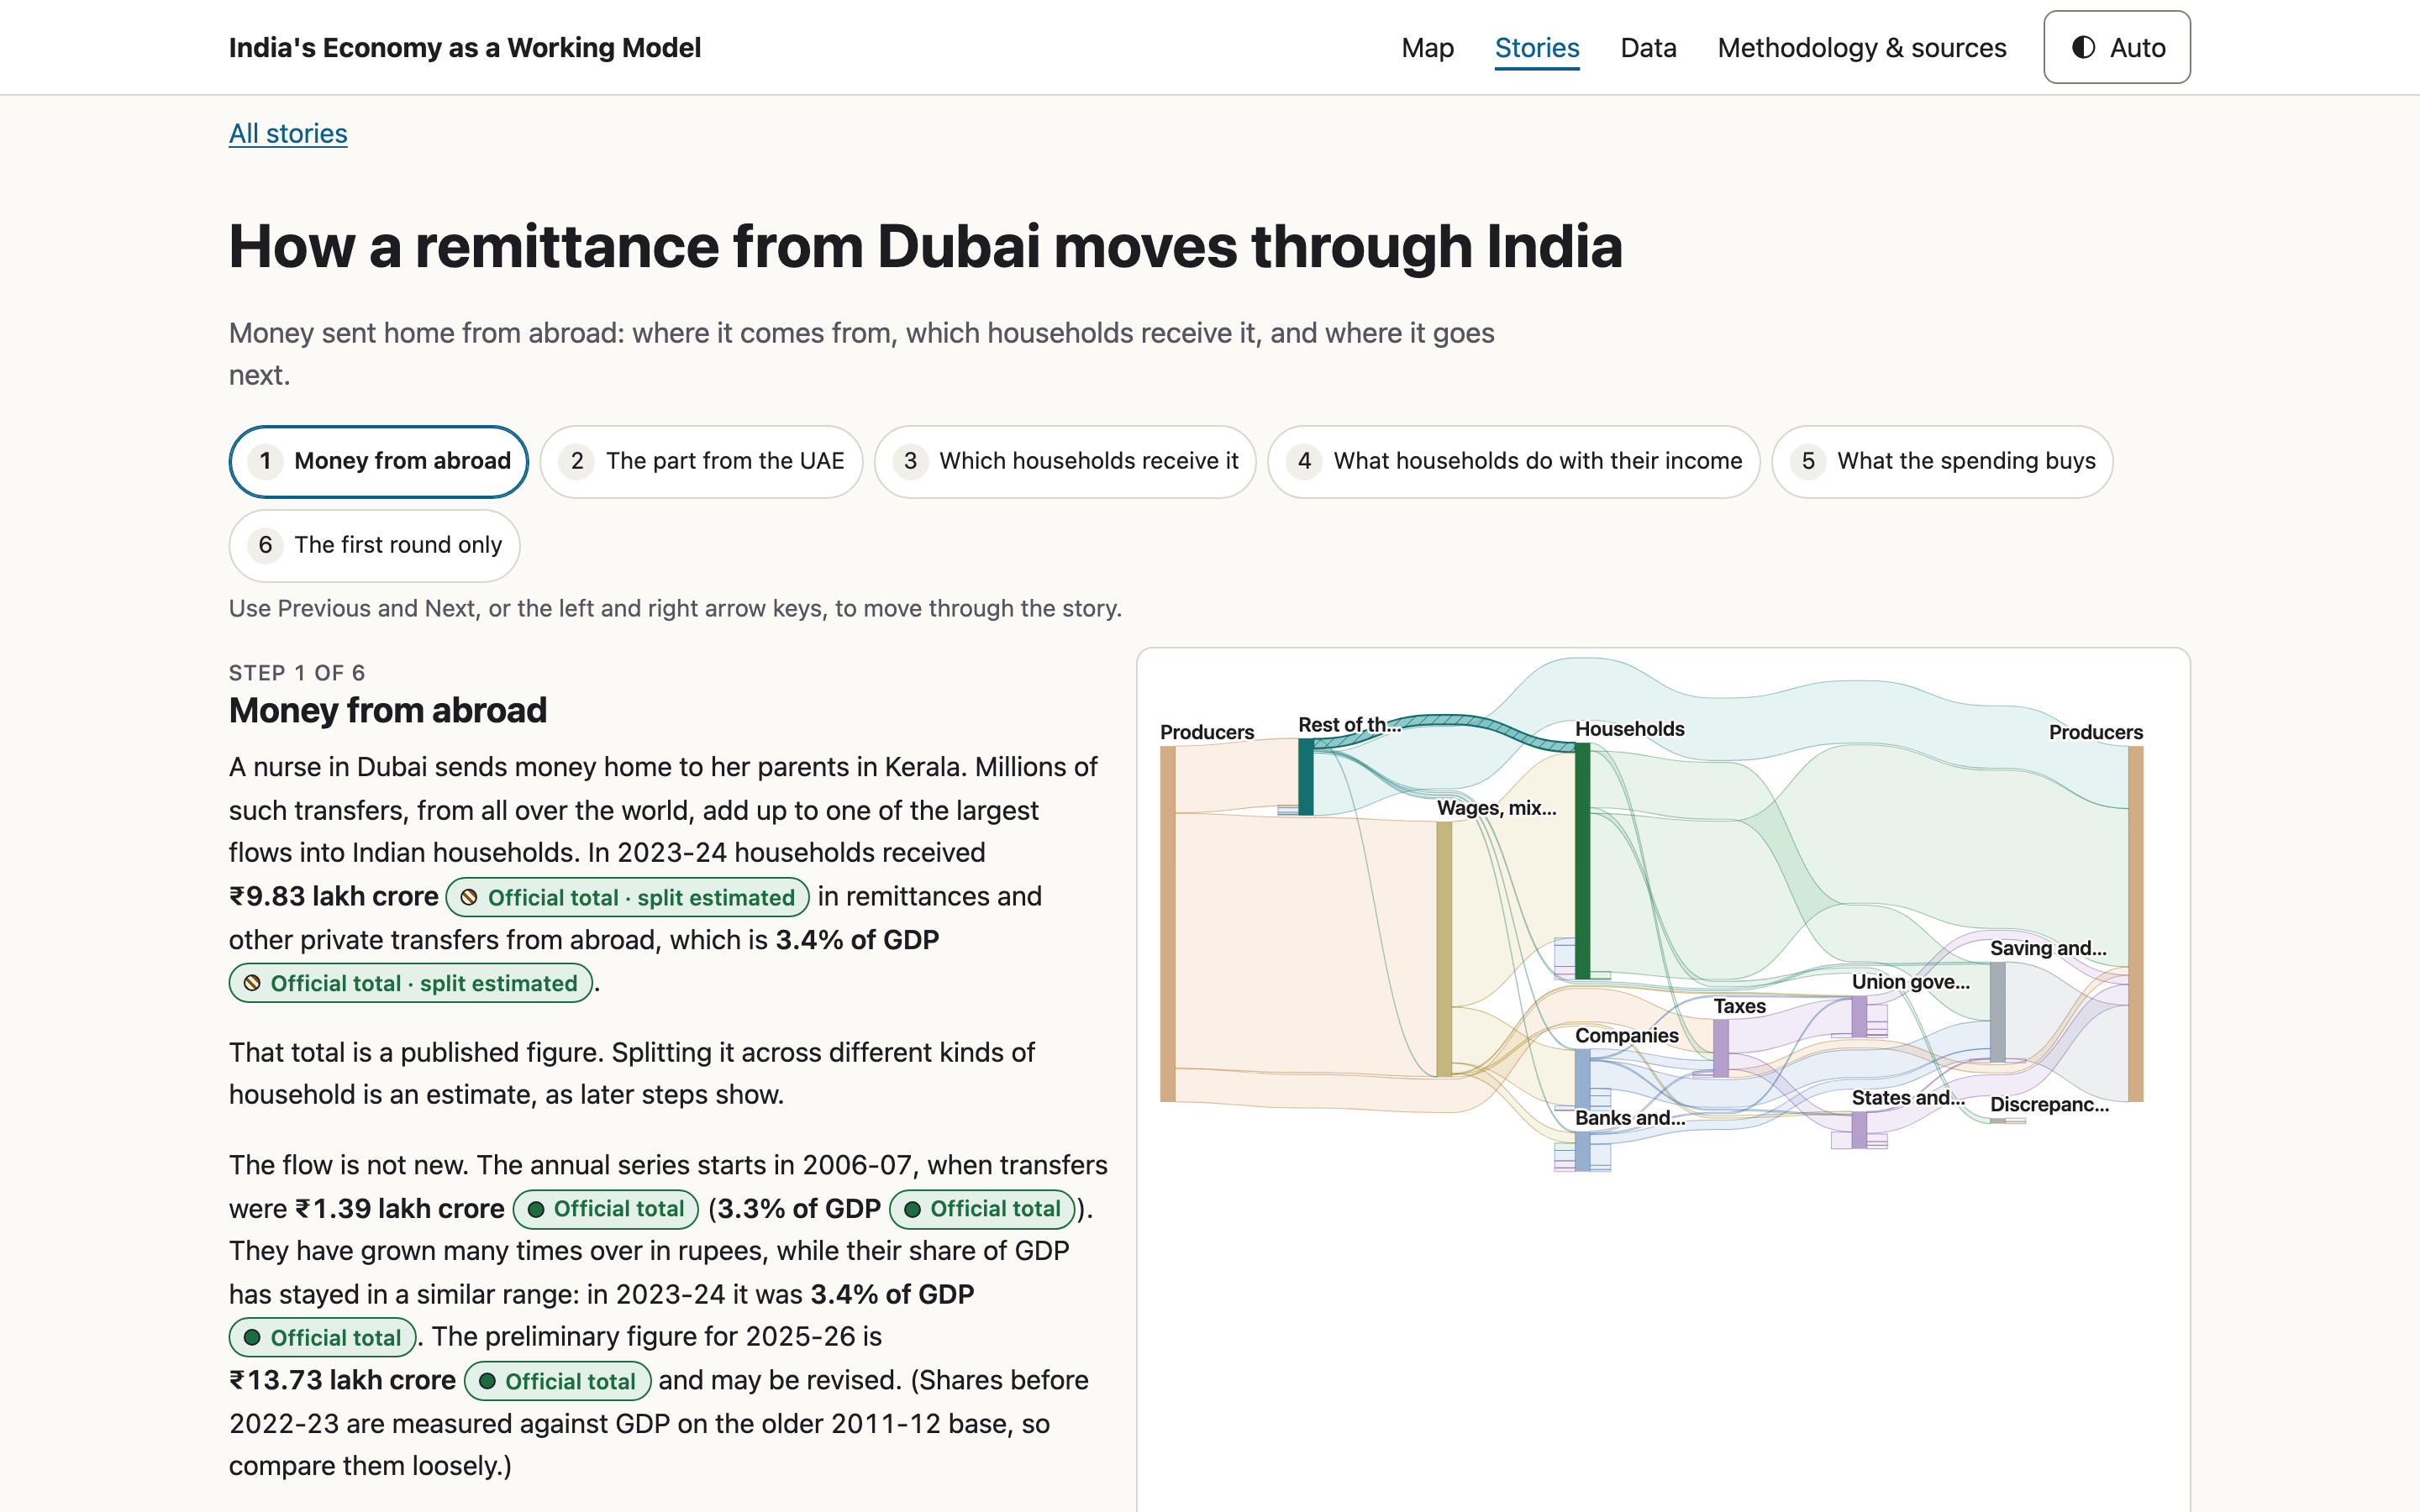 India's Economy as a Working Model
Map
Stories
Data
Methodology & sources
Auto
All stories
How a remittance from Dubai moves through India
Money sent home from abroad: where it comes from, which households receive it, and where it goes
next.
1 Money from abroad
2 The part from the UAE
3 Which households receive it
4 What households do with their income
5 What the spending buys
6 The first round only
Use Previous and Next, or the left and right arrow keys, to move through the story.
STEP 1 OF 6
Money from abroad
A nurse in Dubai sends money home to her parents in Kerala. Millions of
such transfers, from all over the world, add up to one of the largest
flows into Indian households. In 2023-24 households received
₹9.83 lakh crore Official total · split estimated in remittances and
other private transfers from abroad, which is 3.4% of GDP
Official total · split estimated.
That total is a published figure. Splitting it across different kinds of
household is an estimate, as later steps show.
The flow is not new. The annual series starts in 2006-07, when transfers
were ₹1.39 lakh crore Official total (3.3% of GDP Official total).
They have grown many times over in rupees, while their share of GDP
has stayed in a similar range: in 2023-24 it was 3.4% of GDP
Official total. The preliminary figure for 2025-26 is
₹13.73 lakh crore Official total and may be revised. (Shares before
2022-23 are measured against GDP on the older 2011-12 base, so
compare them loosely.)
Producers
Rest of th...
Wages, mix...
Households
Companies
Banks and...
Taxes
Union gove...
States and...
Saving and...
Discrepanc...
Producers